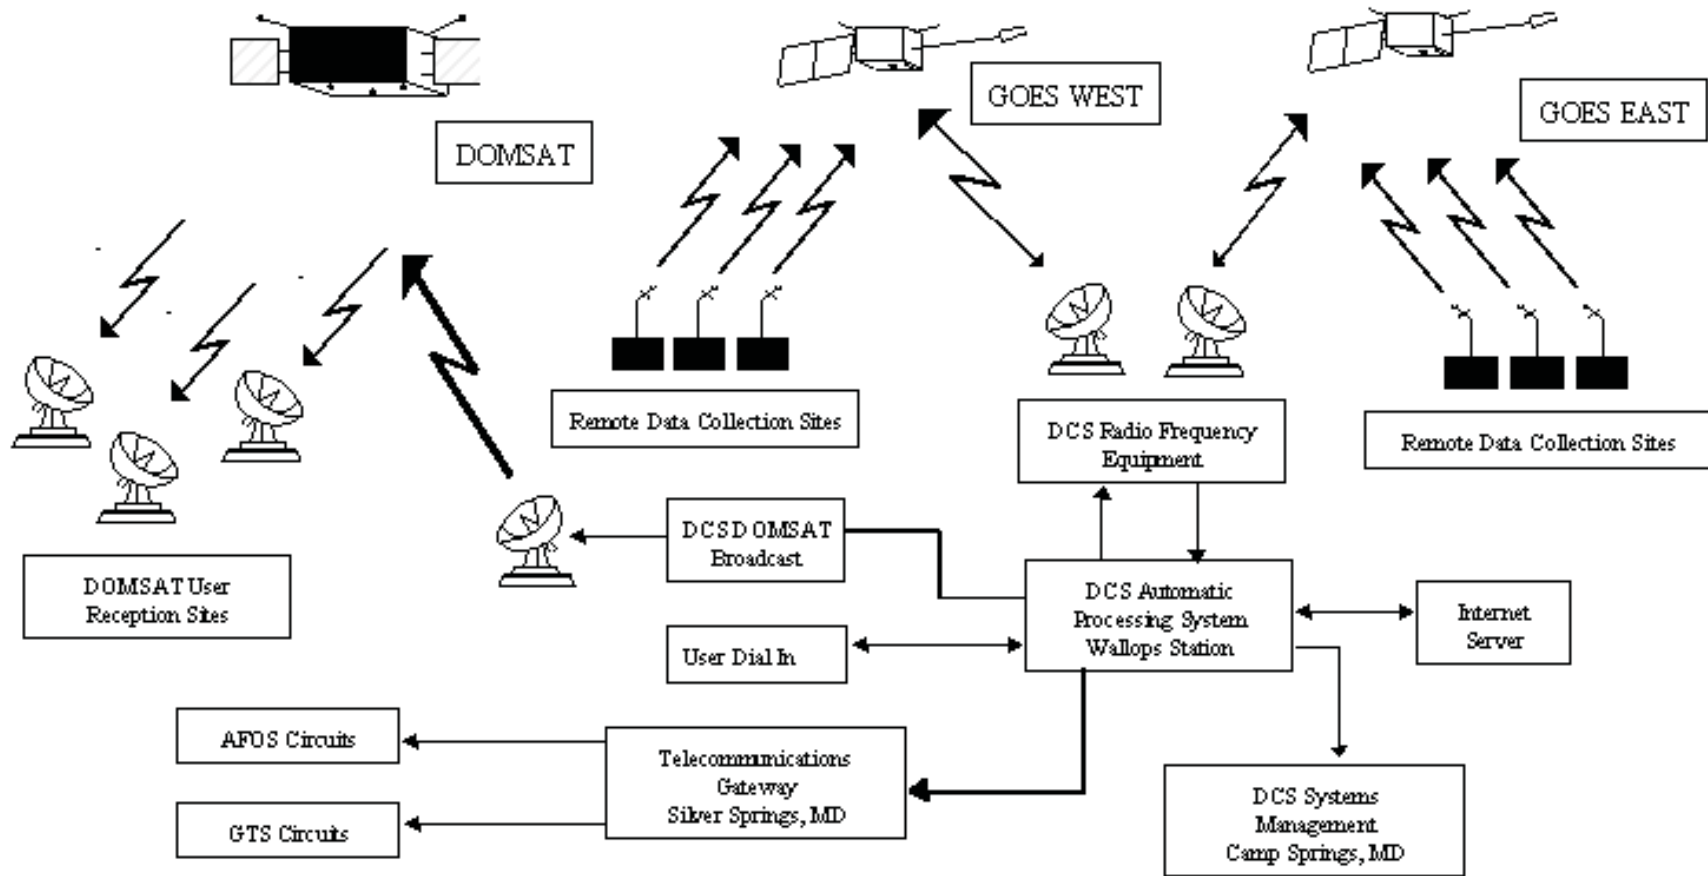 GOES WEST
GOES EAST
DOMSAT
Remote Data Collection Sites
DCS Radio Frequency
Equipment
Remote Data Collection Sites
DCS DOMSAT
Broadcast
DOMSAT User
Reception Sites
DCS Automatic
Processing System
Wallops Station
Internet
Server
User Dial In
AFOS Circuits
Telecommunications
Gateway
Silver Springs, MD
GTS Circuits
DCS Systems
Management
Camp Springs, MD